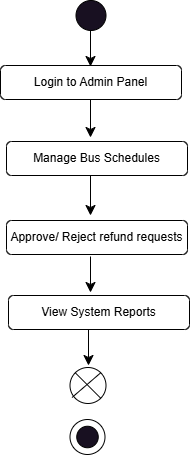 Login to Admin Panel
Manage Bus Schedules
Approve/ Reject refund requests
View System Reports